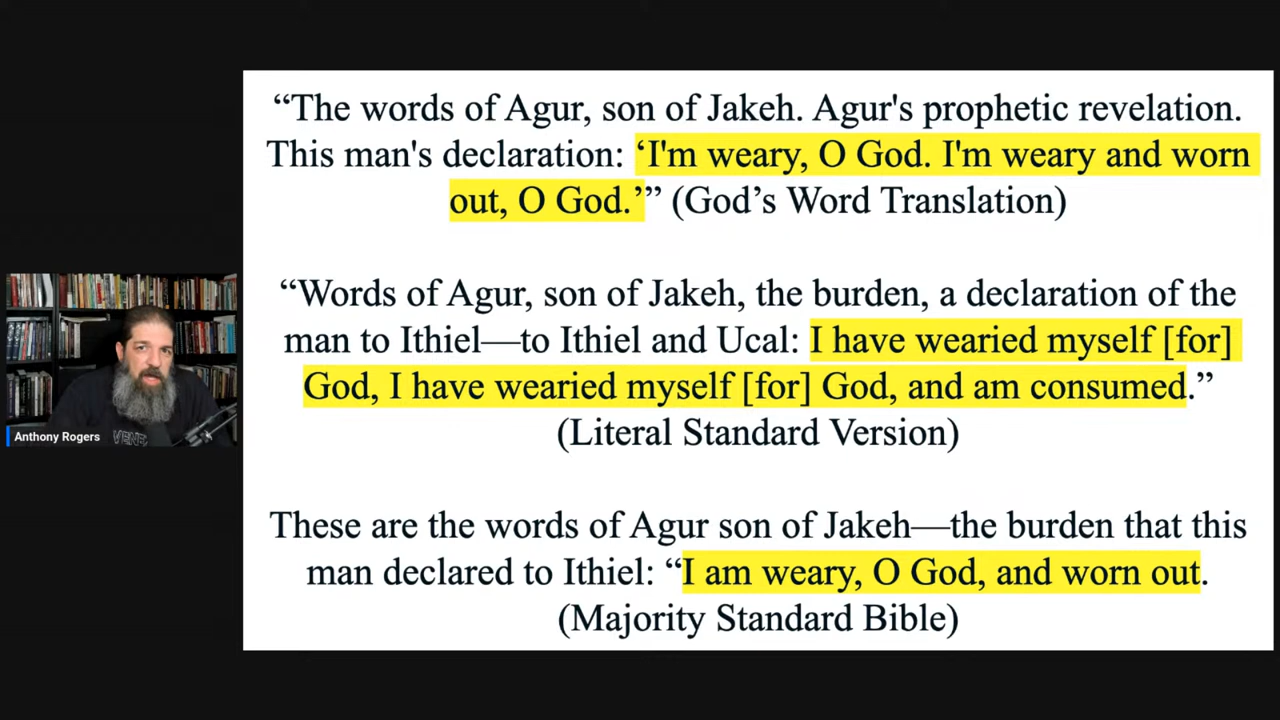 “The words of Agur, son of Jakeh. Agur's prophetic revelation.
This man's declaration: ‘I'm weary, O God. I'm weary and worn
out, O God.’” (God’s Word Translation)
“Words of Agur, son of Jakeh, the burden, a declaration of the
man to Ithiel—to Ithiel and Ucal: I have wearied myself [for]
God, I have wearied myself [for] God, and am consumed.”
(Literal Standard Version)
These are the words of Agur son of Jakeh—the burden that this
man declared to Ithiel: “I am weary, O God, and worn out.
(Majority Standard Bible)
Anthony Rogers